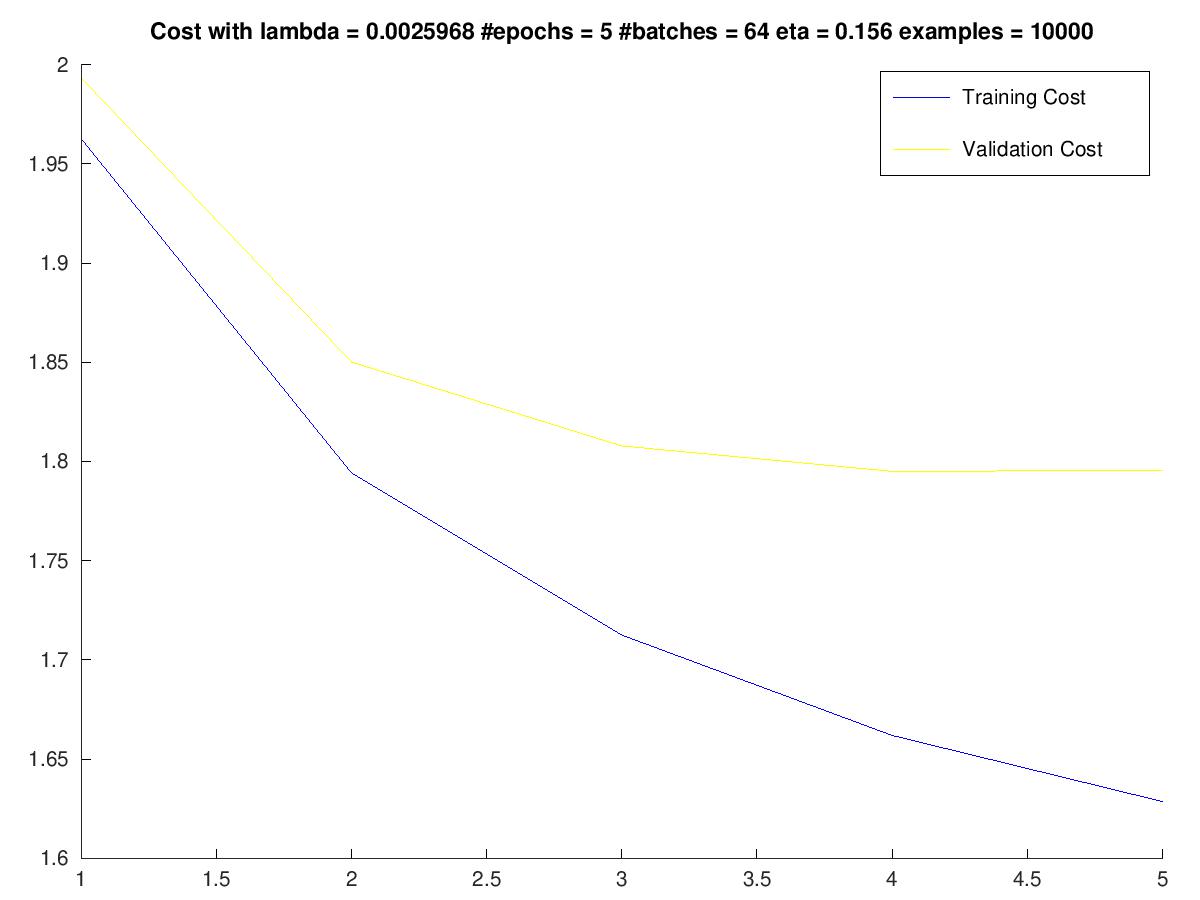 Cost with lambda = 0.0025968 #epochs = 5 #batches = 64 eta = 0.156 examples = 10000
Training Cost
Validation Cost
2
1.95
1.9
1.85
1.8
1.75
1.7
1.65
1.6
1 1.5 2 2.5 3 3.5 4 4.5 5